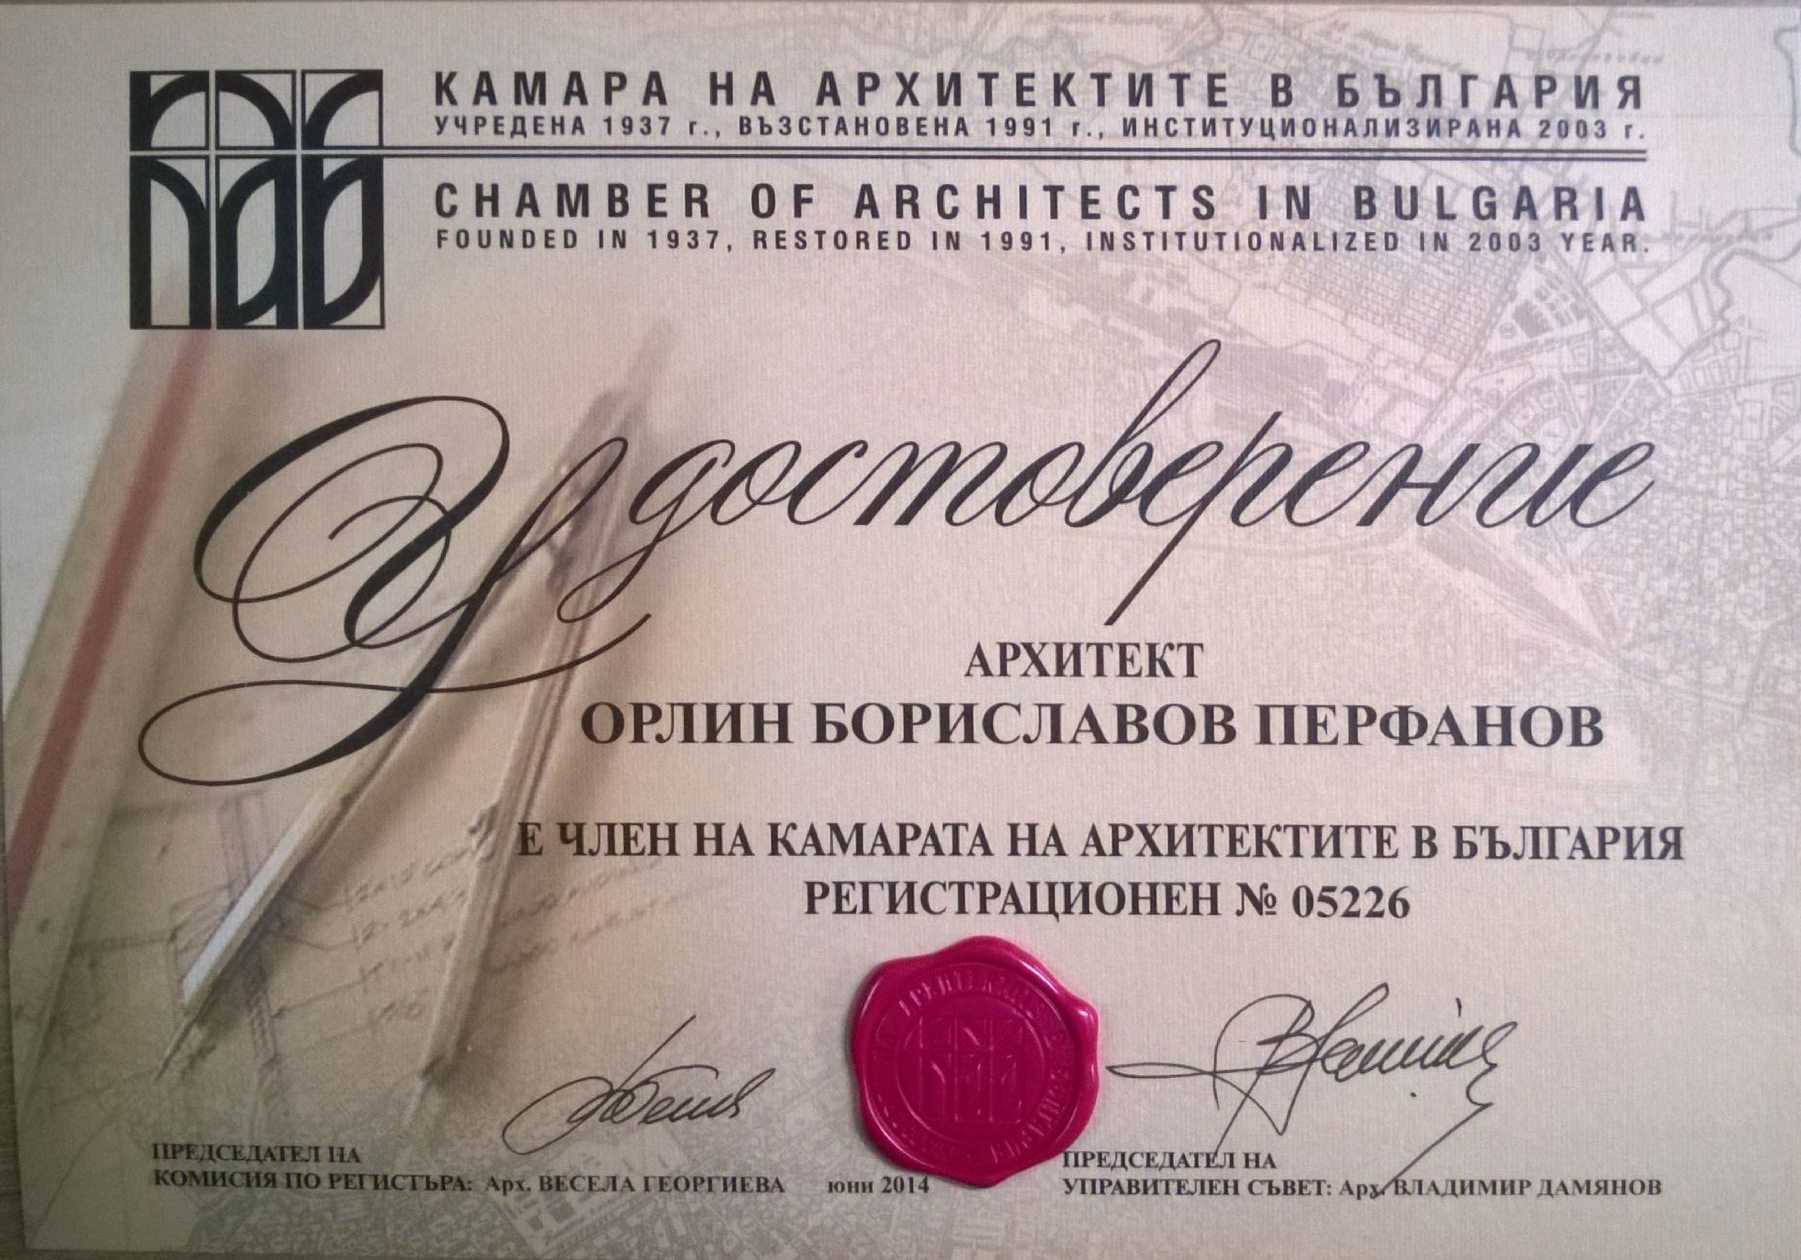 КАМАРА НА АРХИТЕКТИТЕ В БЪЛГАРИЯ
УЧРЕДЕНА 1937 г., ВЪЗСТАНОВЕНА 1991 г., ИНСТИТУЦИОНАЛИЗИРАНА 2003 г.
CHAMBER OF ARCHITECTS IN BULGARIA
FOUNDED IN 1937, RESTORED IN 1991, INSTITUTIONALIZED IN 2003 YEAR.
Удостоверение
АРХИТЕКТ
ОРЛИН БОРИСЛАВОВ ПЕРФАНОВ
Е ЧЛЕН НА КАМАРАТА НА АРХИТЕКТИТЕ В БЪЛГАРИЯ
РЕГИСТРАЦИОНЕН № 05226
ПРЕДСЕДАТЕЛ НА
КОМИСИЯ ПО РЕГИСТЪРА: Арх. ВЕСЕЛА ГЕОРГИЕВА
юни 2014
ПРЕДСЕДАТЕЛ НА
УПРАВИТЕЛЕН СЪВЕТ: Арх. ВЛАДИМИР ДАМЯНОВ